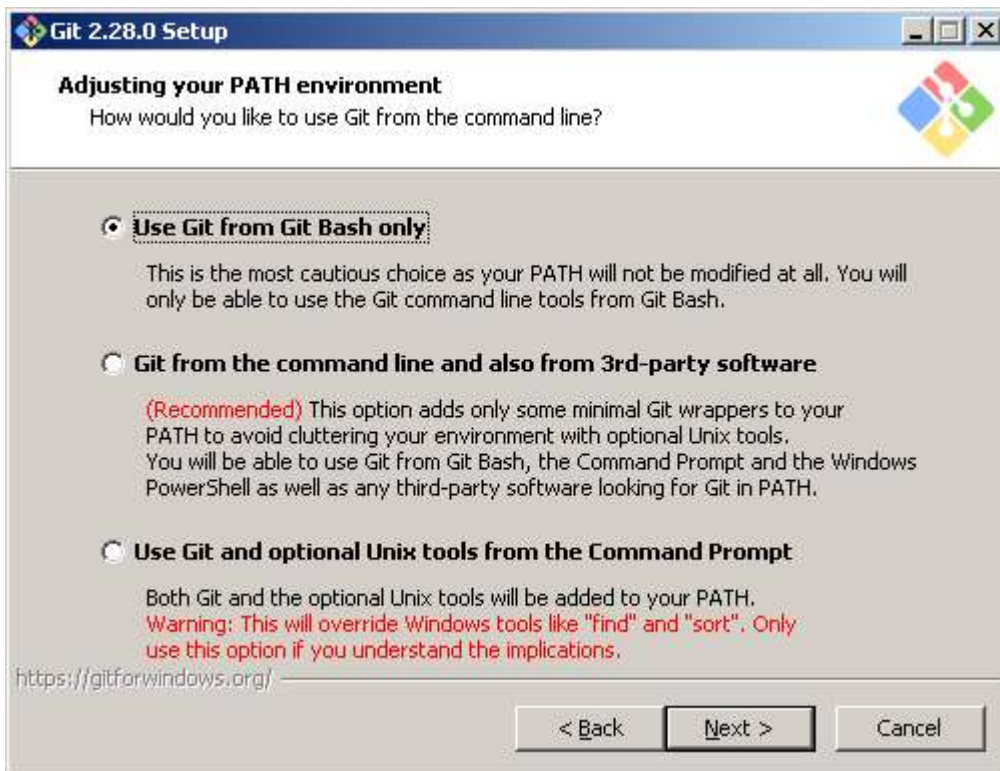 Git 2.28.0 Setup
Adjusting your PATH environment
How would you like to use Git from the command line?
Use Git from Git Bash only
This is the most cautious choice as your PATH will not be modified at all. You will
only be able to use the Git command line tools from Git Bash.
Git from the command line and also from 3rd-party software
(Recommended) This option adds only some minimal Git wrappers to your
PATH to avoid cluttering your environment with optional Unix tools.
You will be able to use Git from Git Bash, the Command Prompt and the Windows
PowerShell as well as any third-party software looking for Git in PATH.
Use Git and optional Unix tools from the Command Prompt
Both Git and the optional Unix tools will be added to your PATH.
Warning: This will override Windows tools like "find" and "sort". Only
use this option if you understand the implications.
https://gitforwindows.org/
< Back
Next >
Cancel